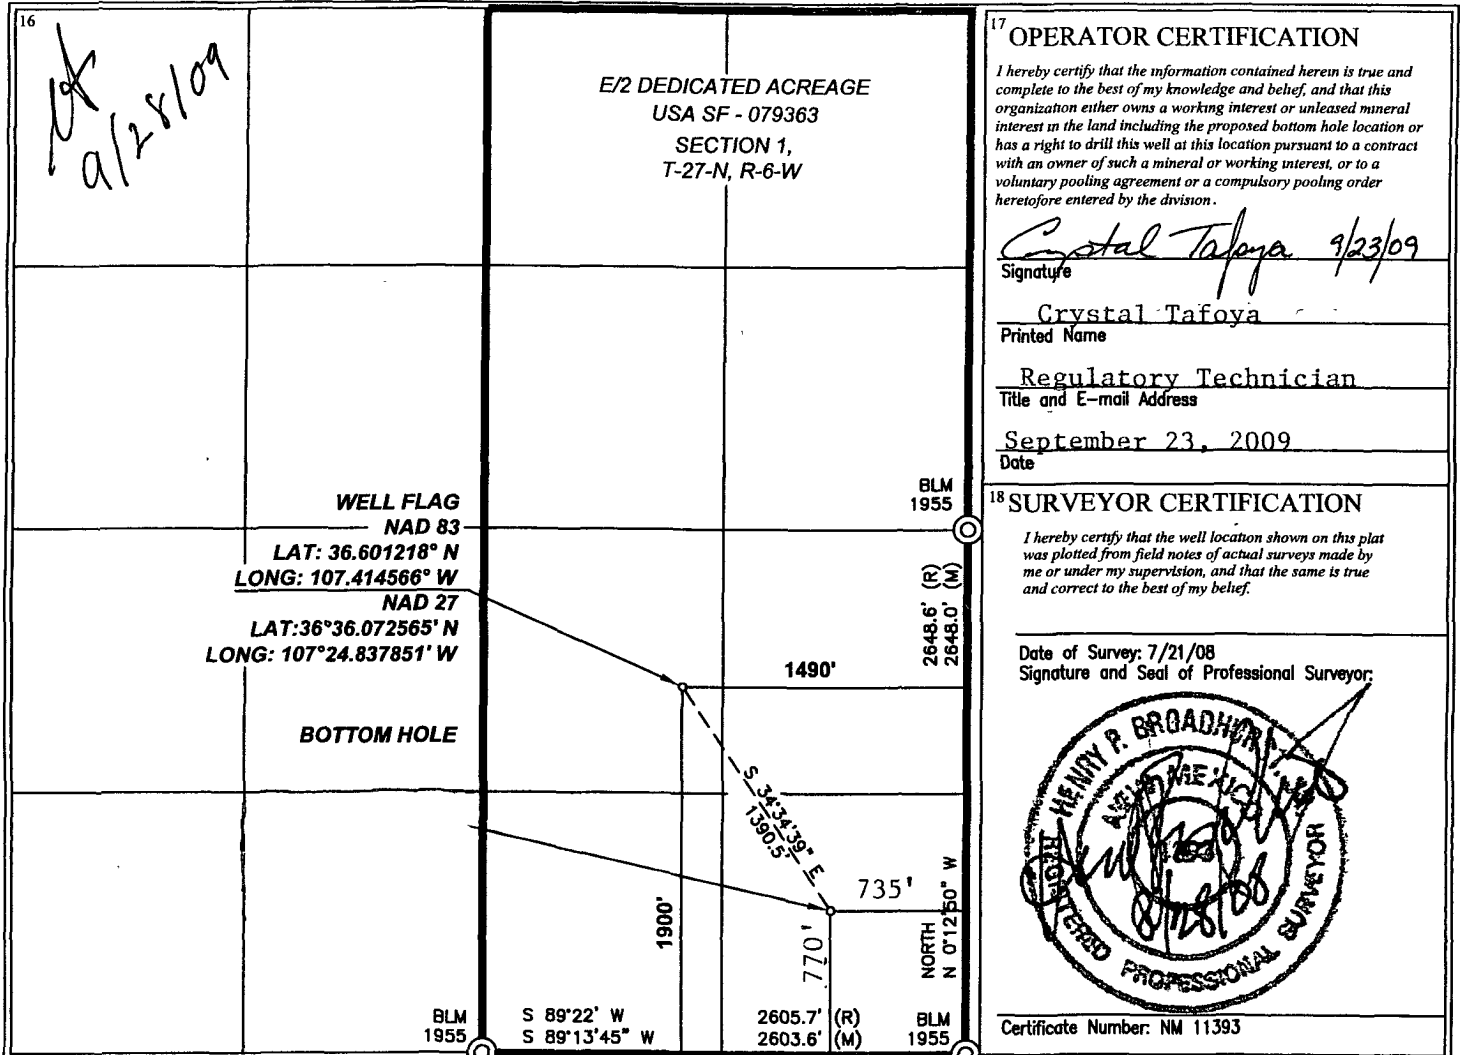 16
9/28/09
E/2 DEDICATED ACREAGE
USA SF - 079363
SECTION 1,
T-27-N, R-6-W
WELL FLAG
NAD 83
LAT: 36.601218° N
LONG: 107.414566° W
NAD 27
LAT:36°36.072565' N
LONG: 107°24.837851' W
BOTTOM HOLE
BLM
1955
2648.6' (R)
2648.0' (M)
1490'
S 34°34'39" E
1390.5'
735'
1900'
770'
NORTH
N 0°12'50" W
BLM
1955
S 89°22' W
S 89°13'45" W
2605.7' (R)
2603.6' (M)
BLM
1955
17 OPERATOR CERTIFICATION
I hereby certify that the information contained herein is true and
complete to the best of my knowledge and belief, and that this
organization either owns a working interest or unleased mineral
interest in the land including the proposed bottom hole location or
has a right to drill this well at this location pursuant to a contract
with an owner of such a mineral or working interest, or to a
voluntary pooling agreement or a compulsory pooling order
heretofore entered by the division.
Crystal Tafoya 9/23/09
Signature
Crystal Tafoya
Printed Name
Regulatory Technician
Title and E-mail Address
September 23, 2009
Date
18 SURVEYOR CERTIFICATION
I hereby certify that the well location shown on this plat
was plotted from field notes of actual surveys made by
me or under my supervision, and that the same is true
and correct to the best of my belief.
Date of Survey: 7/21/08
Signature and Seal of Professional Surveyor:
HENRY P. BROADHURST
NEW MEXICO
REGISTERED PROFESSIONAL SURVEYOR
Certificate Number: NM 11393